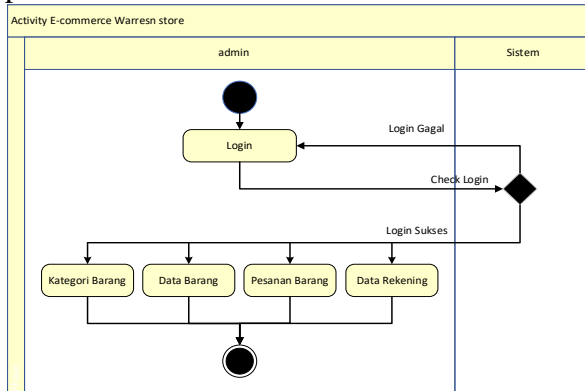 Activity E-commerce Warresn store
admin
Sistem
Login Gagal
Login
Check Login
Login Sukses
Kategori Barang
Data Barang
Pesanan Barang
Data Rekening